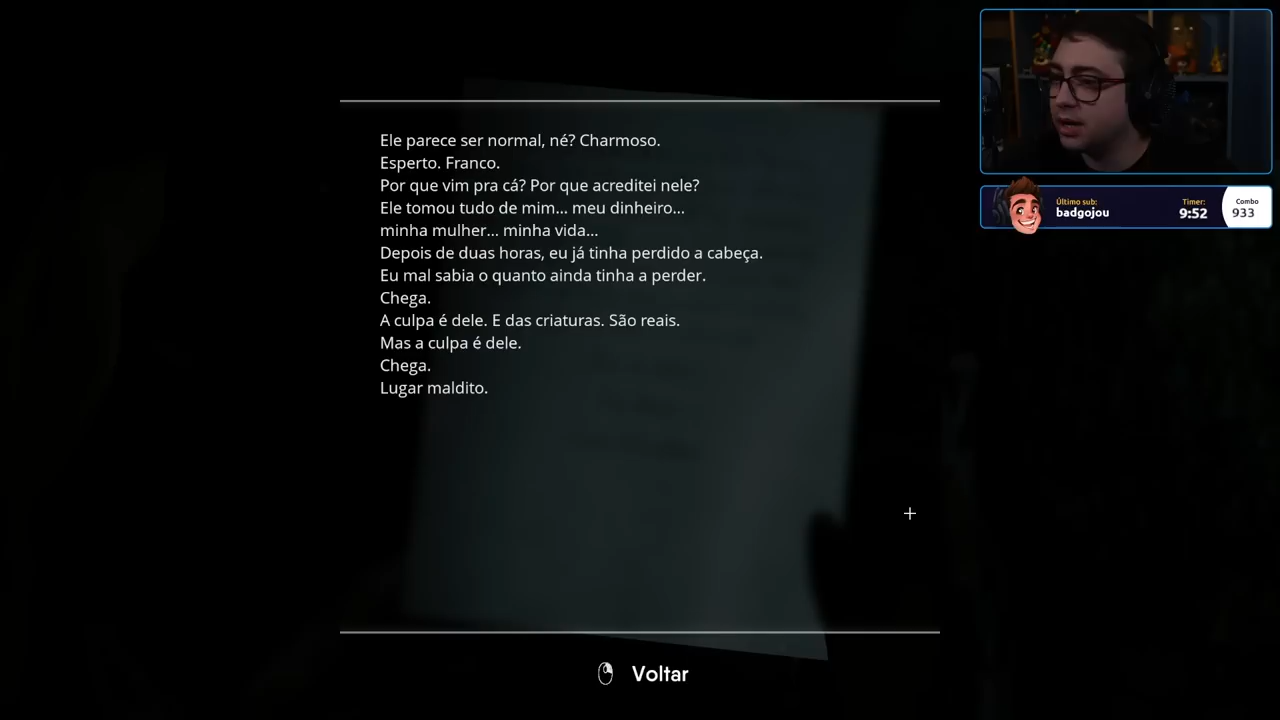 Ele parece ser normal, né? Charmoso.
Esperto. Franco.
Por que vim pra cá? Por que acreditei nele?
Ele tomou tudo de mim... meu dinheiro...
minha mulher... minha vida...
Depois de duas horas, eu já tinha perdido a cabeça.
Eu mal sabia o quanto ainda tinha a perder.
Chega.
A culpa é dele. E das criaturas. São reais.
Mas a culpa é dele.
Chega.
Lugar maldito.
Voltar
Último sub:
badgojou
Timer:
9:52
Combo
933